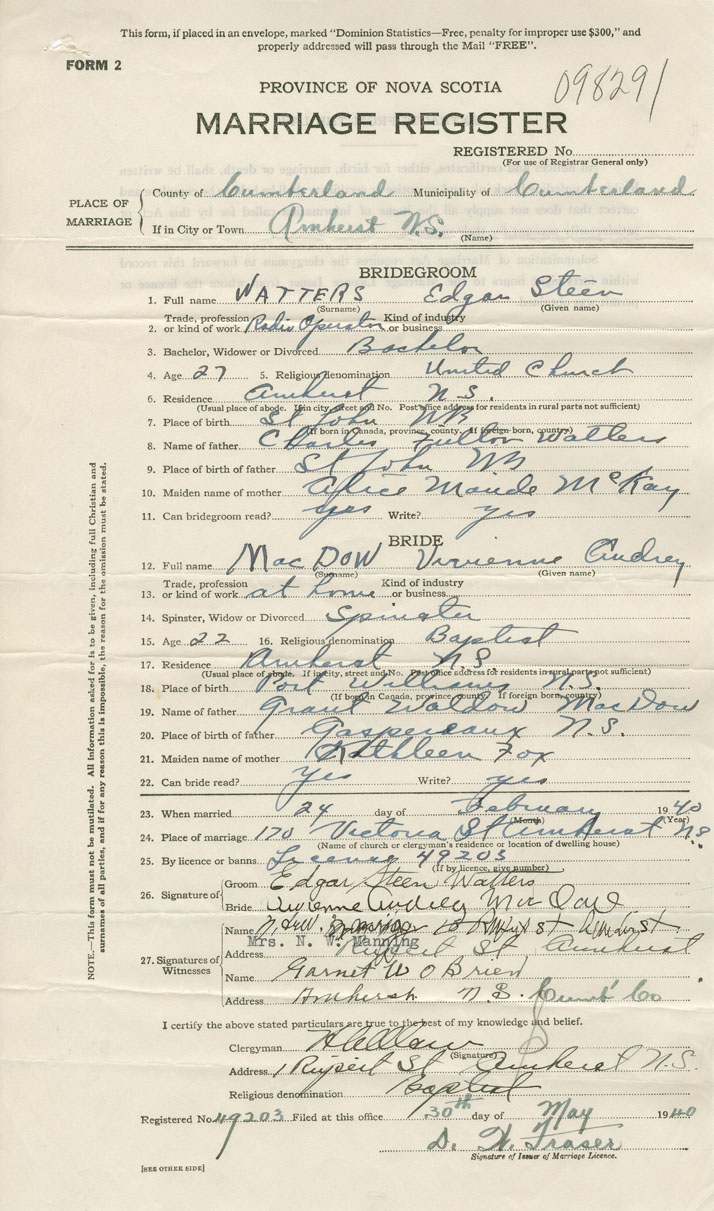 This form, if placed in an envelope, marked "Dominion Statistics—Free, penalty for improper use $300," and
properly addressed will pass through the Mail "FREE".
FORM 2
098291
PROVINCE OF NOVA SCOTIA
MARRIAGE REGISTER
REGISTERED No.
(For use of Registrar General only)
PLACE OF MARRIAGE
County of Cumberland Municipality of Cumberland
If in City or Town Amherst N.S.
(Name)
BRIDEGROOM
1. Full name WATTERS Edgar Steen
(Surname) (Given name)
2. Trade, profession or kind of work Radio Operator Kind of industry or business
3. Bachelor, Widower or Divorced Bachelor
4. Age 27 5. Religious denomination United Church
6. Residence Amherst N.S.
(Usual place of abode. If in city, street and No. Post office address for residents in rural parts not sufficient)
7. Place of birth St John NB
(If born in Canada, province, county. If foreign born, country)
8. Name of father Charles Fulton Watters
9. Place of birth of father St John NB
10. Maiden name of mother Alice Maude McKay
11. Can bridegroom read? yes Write? yes
BRIDE
12. Full name MacDOW Vivienne Audrey
(Surname) (Given name)
13. Trade, profession or kind of work at home Kind of industry or business
14. Spinster, Widow or Divorced Spinster
15. Age 22 16. Religious denomination Baptist
17. Residence Amherst N.S.
(Usual place of abode. If in city, street and No. Post office address for residents in rural parts not sufficient)
18. Place of birth Port Williams N.S.
(If born in Canada, province, county. If foreign born, country)
19. Name of father Grant Waldow MacDow
20. Place of birth of father Gaspereaux N.S.
21. Maiden name of mother Kathleen Fox
22. Can bride read? yes Write? yes
23. When married 24 day of February 1940
(Month) (Year)
24. Place of marriage 170 Victoria St Amherst N.S.
(Name of church or clergyman's residence or location of dwelling house)
25. By licence or banns License 49203
(If by licence, give number)
26. Signature of
Groom Edgar Steen Watters
Bride Vivienne Audrey Mac Dow
27. Signatures of Witnesses
Name Manning St Amherst
Mrs. N. W. Manning
Address Rupert St Amherst
Name Garnet W O'Brien
Address Amherst N.S. Cumb' Co
I certify the above stated particulars are true to the best of my knowledge and belief.
Clergyman
(Signature)
Address 1 Rupert St Amherst N.S.
Religious denomination Baptist
Registered No. 49203 Filed at this office 30th day of May 1940
D. W. Fraser
Signature of Issuer of Marriage Licence.
[SEE OTHER SIDE]
NOTE.—This form must not be mutilated. All information asked for is to be given, including full Christian and
surnames of all parties, and if for any reason this is impossible, the reason for the omission must be stated.